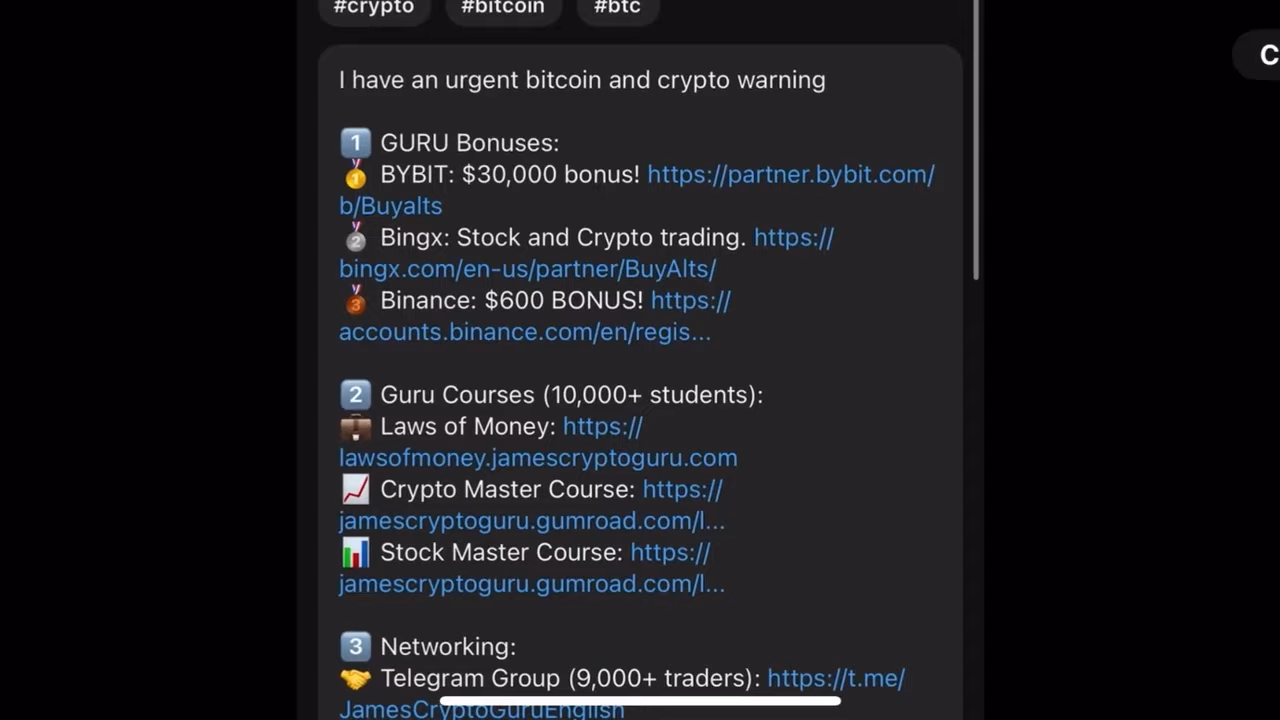 #crypto #bitcoin #btc
C
I have an urgent bitcoin and crypto warning
1 GURU Bonuses:
BYBIT: $30,000 bonus! https://partner.bybit.com/
b/Buyalts
2 Bingx: Stock and Crypto trading. https://
bingx.com/en-us/partner/BuyAlts/
3 Binance: $600 BONUS! https://
accounts.binance.com/en/regis...
2 Guru Courses (10,000+ students):
Laws of Money: https://
lawsofmoney.jamescryptoguru.com
Crypto Master Course: https://
jamescryptoguru.gumroad.com/l...
Stock Master Course: https://
jamescryptoguru.gumroad.com/l...
3 Networking:
Telegram Group (9,000+ traders): https://t.me/
JamesCryptoGuruEnglish